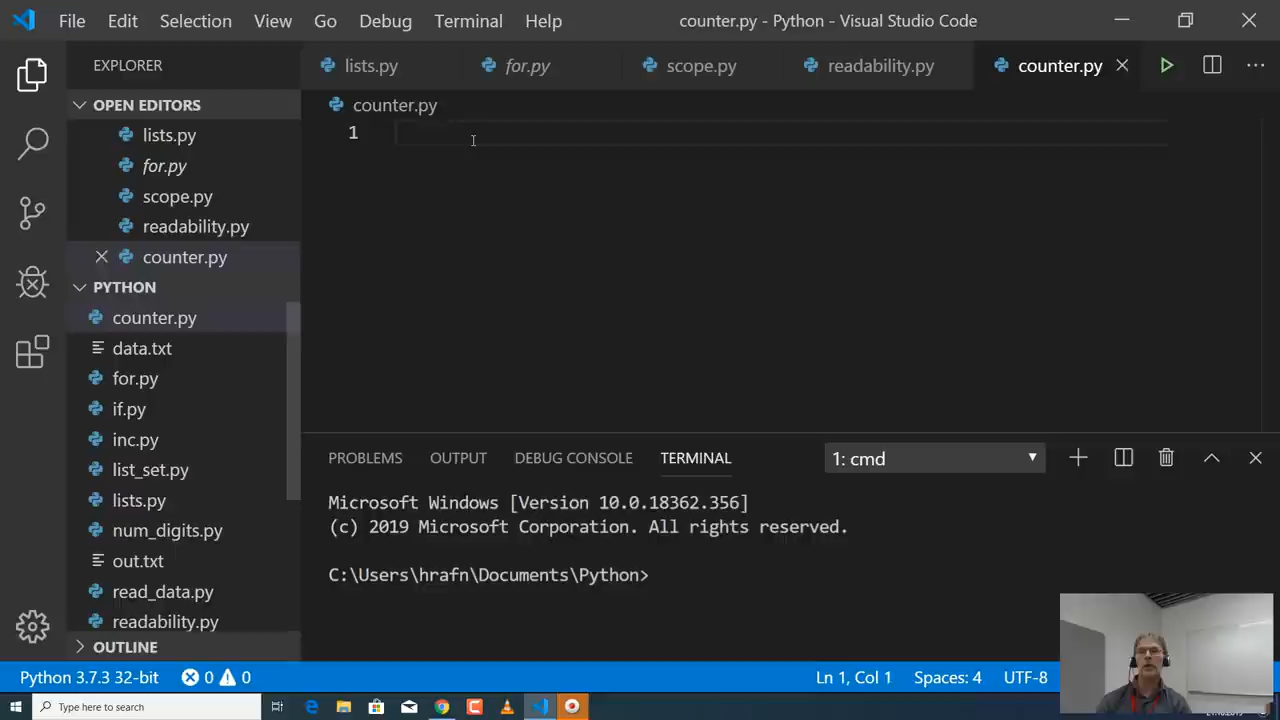 File Edit Selection View Go Debug Terminal Help counter.py - Python - Visual Studio Code
EXPLORER
lists.py for.py scope.py readability.py counter.py
OPEN EDITORS
lists.py
for.py
scope.py
readability.py
counter.py
PYTHON
counter.py
data.txt
for.py
if.py
inc.py
list_set.py
lists.py
num_digits.py
out.txt
read_data.py
readability.py
OUTLINE
counter.py
1
PROBLEMS OUTPUT DEBUG CONSOLE TERMINAL 1: cmd
Microsoft Windows [Version 10.0.18362.356]
(c) 2019 Microsoft Corporation. All rights reserved.
C:\Users\hrafn\Documents\Python>
Python 3.7.3 32-bit 0 0 Ln 1, Col 1 Spaces: 4 UTF-8
Type here to search